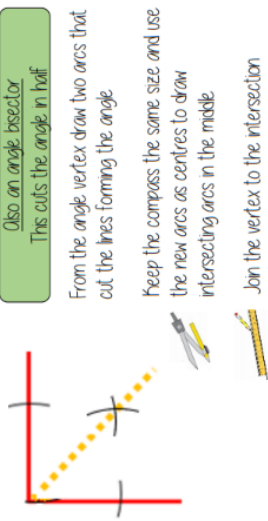 Also an angle bisector
This cuts the angle in half
From the angle vertex draw two arcs that
cut the lines forming the angle
Keep the compass the same size and use
the new arcs as centres to draw
intersecting arcs in the middle
Join the vertex to the intersection